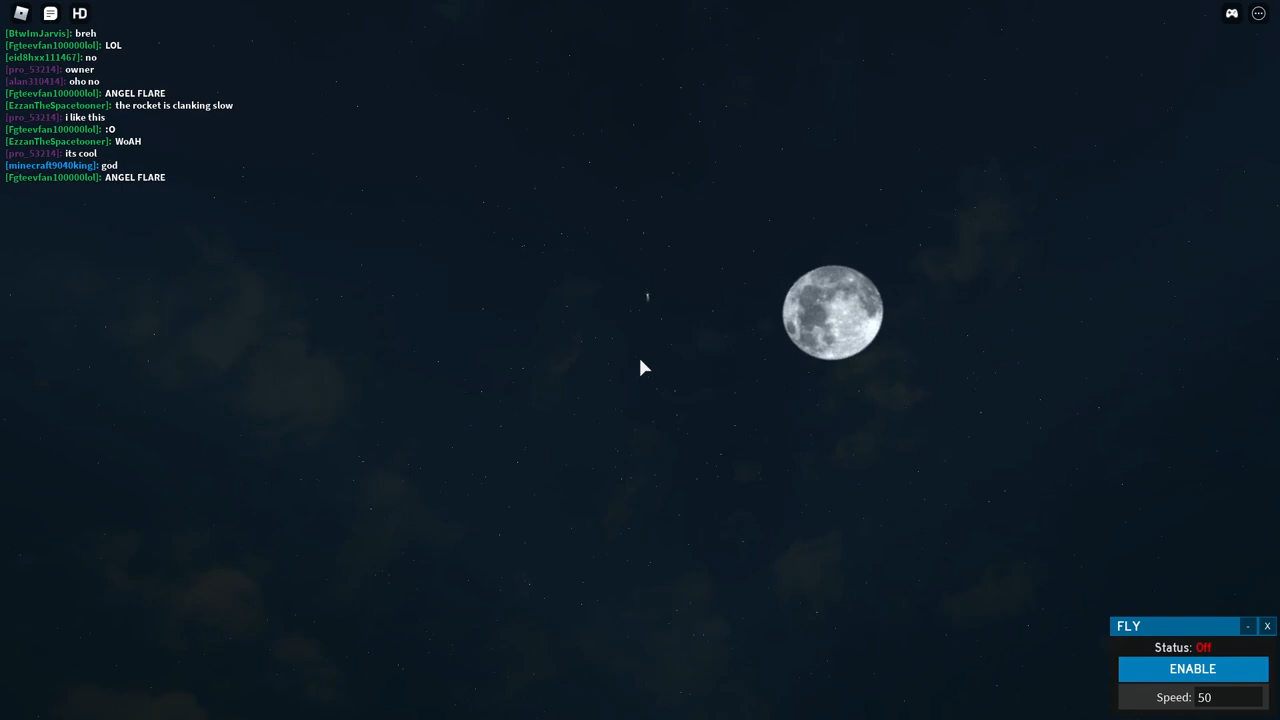 HD
[BtwImJarvis]: breh
[Fgteevfan100000lol]: LOL
[eid8hxx111467]: no
[pro_53214]: owner
[alan310414]: oho no
[Fgteevfan100000lol]: ANGEL FLARE
[EzzanTheSpacetooner]: the rocket is clanking slow
[pro_53214]: i like this
[Fgteevfan100000lol]: :O
[EzzanTheSpacetooner]: WoAH
[pro_53214]: its cool
[minecraft9040king]: god
[Fgteevfan100000lol]: ANGEL FLARE
FLY - X
Status: Off
ENABLE
Speed: 50